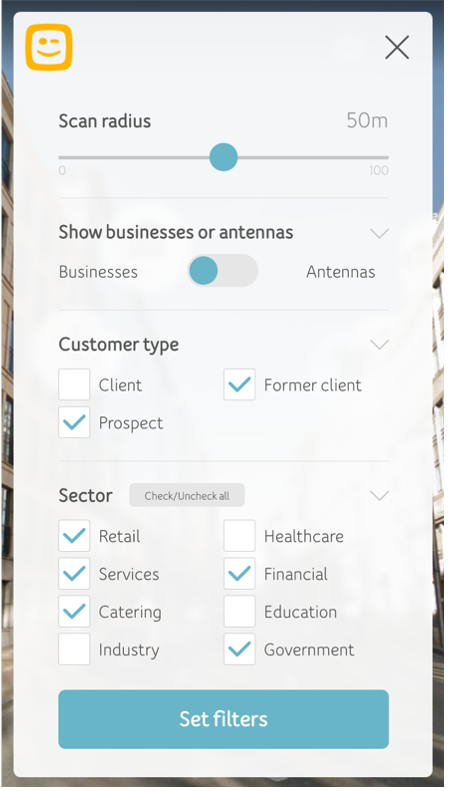 Scan radius 50m
0 100
Show businesses or antennas
Businesses Antennas
Customer type
Client Former client
Prospect
Sector Check/Uncheck all
Retail Healthcare
Services Financial
Catering Education
Industry Government
Set filters